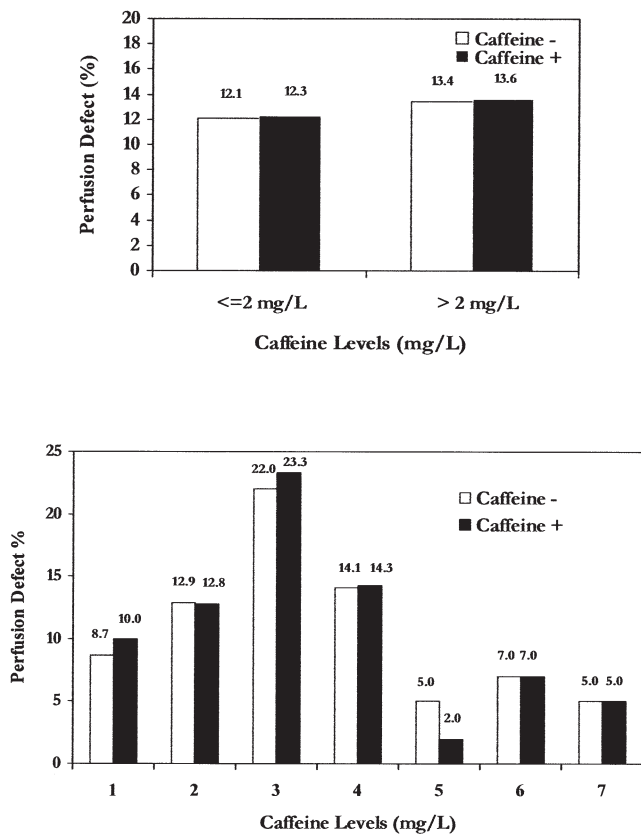 20
18
16
14
12
10
8
6
4
2
0
Perfusion Defect (%)
Caffeine -
Caffeine +
12.1 12.3
13.4 13.6
<=2 mg/L > 2 mg/L
Caffeine Levels (mg/L)
25
20
15
10
5
0
Perfusion Defect %
Caffeine -
Caffeine +
8.7 10.0
12.9 12.8
22.0 23.3
14.1 14.3
5.0 2.0
7.0 7.0
5.0 5.0
1 2 3 4 5 6 7
Caffeine Levels (mg/L)